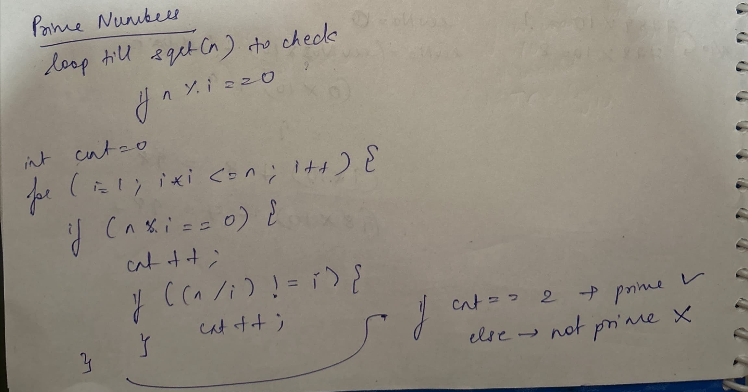 Prime Numbers
loop till sqrt(n) to check
if n % i == 0
int cnt = 0
for ( i = 1 ; i * i <= n ; i++ ) {
if ( n % i == 0 ) {
cnt ++ ;
if ( ( n / i ) != i ) {
cnt ++ ;
}
}
if cnt == 2 → prime ✓
else → not prime ✗